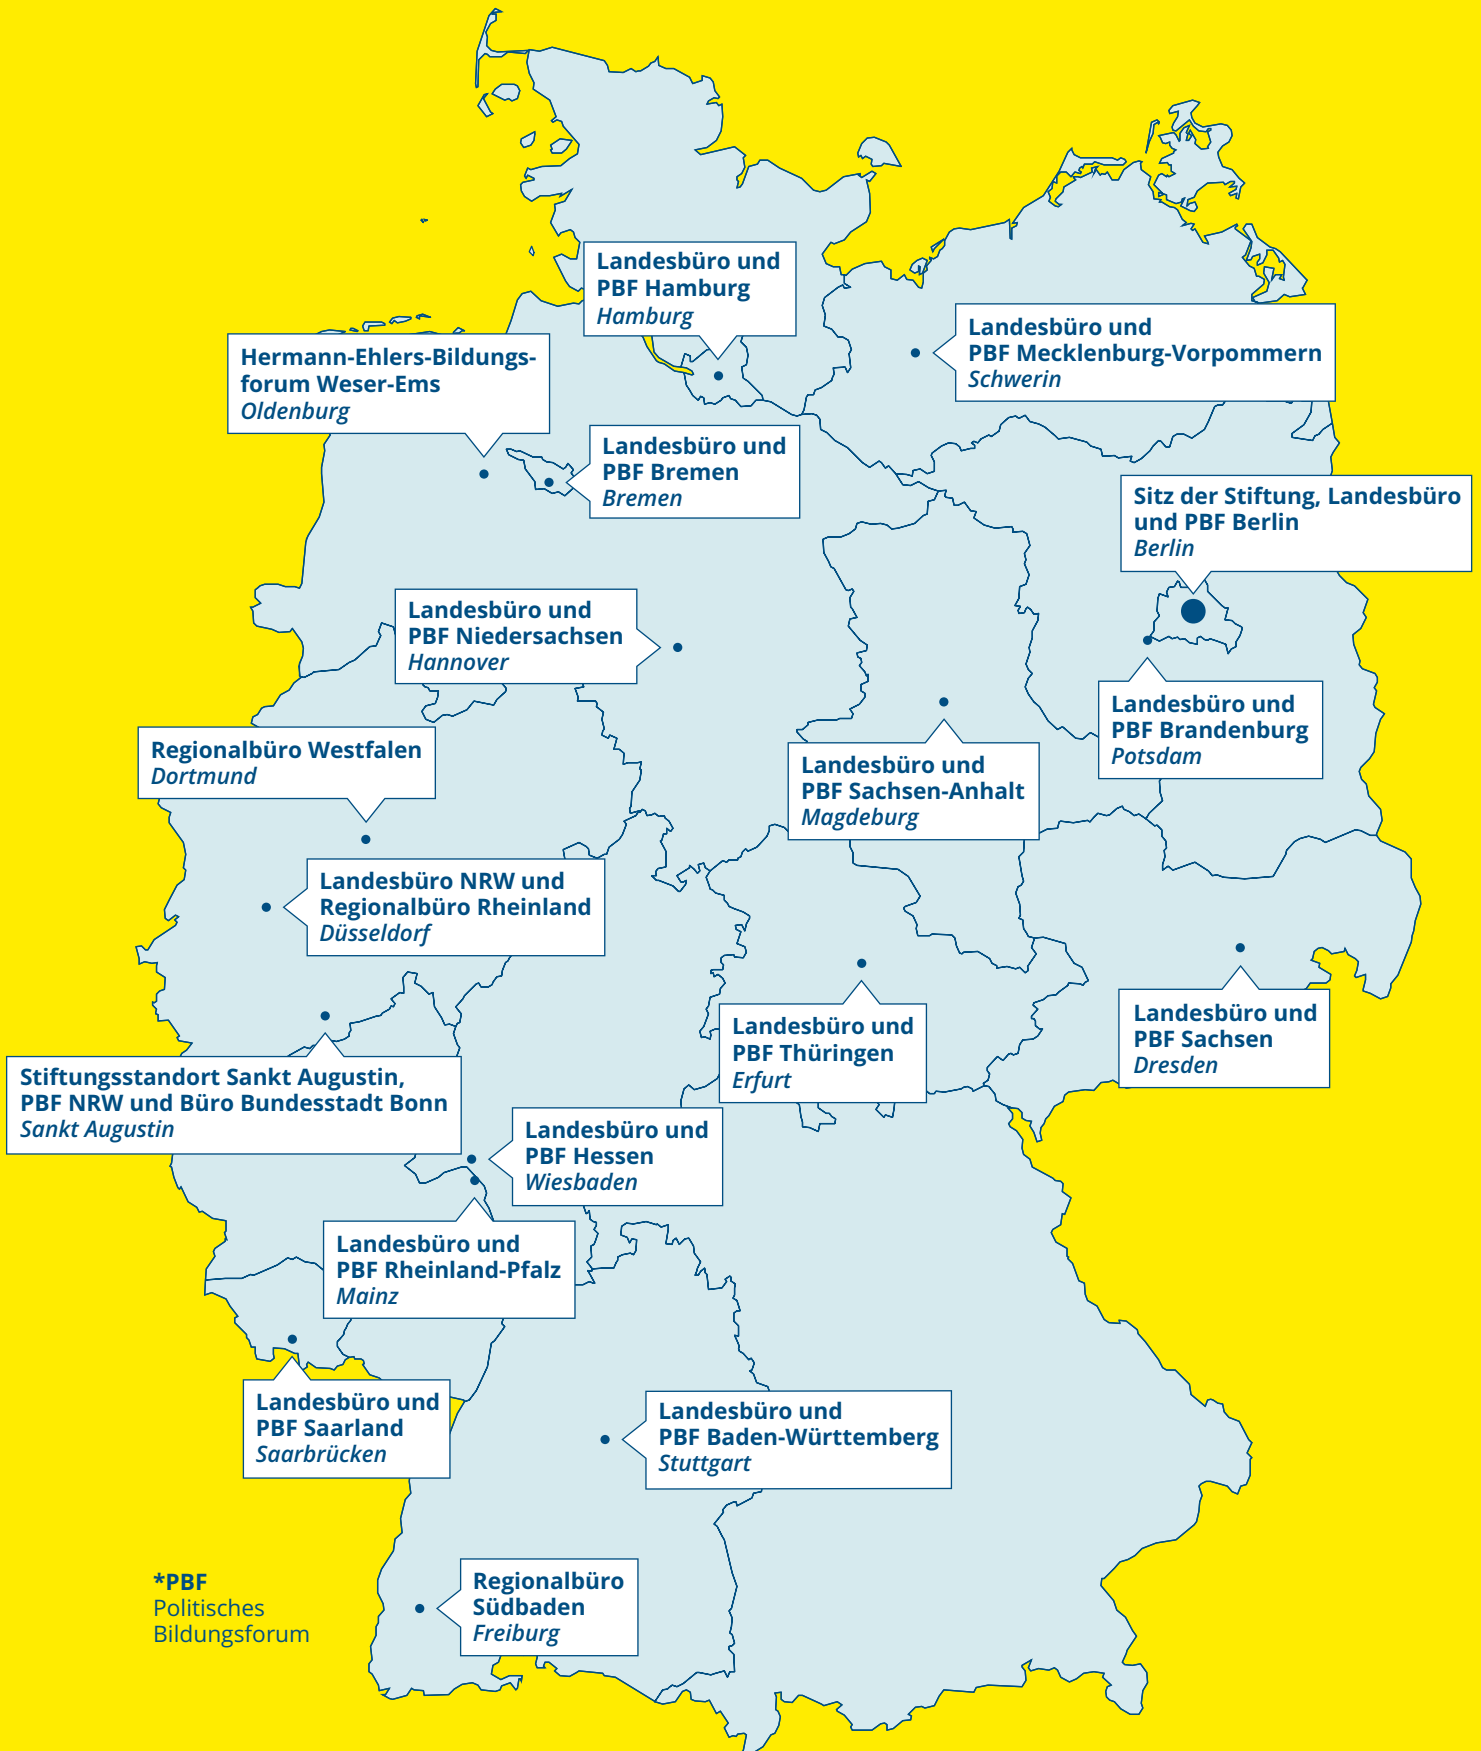 Landesbüro und
PBF Hamburg
Hamburg
Landesbüro und
PBF Mecklenburg-Vorpommern
Schwerin
Hermann-Ehlers-Bildungs-
forum Weser-Ems
Oldenburg
Landesbüro und
PBF Bremen
Bremen
Sitz der Stiftung, Landesbüro
und PBF Berlin
Berlin
Landesbüro und
PBF Niedersachsen
Hannover
Landesbüro und
PBF Brandenburg
Potsdam
Regionalbüro Westfalen
Dortmund
Landesbüro und
PBF Sachsen-Anhalt
Magdeburg
Landesbüro NRW und
Regionalbüro Rheinland
Düsseldorf
Landesbüro und
PBF Sachsen
Dresden
Landesbüro und
PBF Thüringen
Erfurt
Stiftungsstandort Sankt Augustin,
PBF NRW und Büro Bundesstadt Bonn
Sankt Augustin
Landesbüro und
PBF Hessen
Wiesbaden
Landesbüro und
PBF Rheinland-Pfalz
Mainz
Landesbüro und
PBF Saarland
Saarbrücken
Landesbüro und
PBF Baden-Württemberg
Stuttgart
Regionalbüro
Südbaden
Freiburg
*PBF
Politisches
Bildungsforum